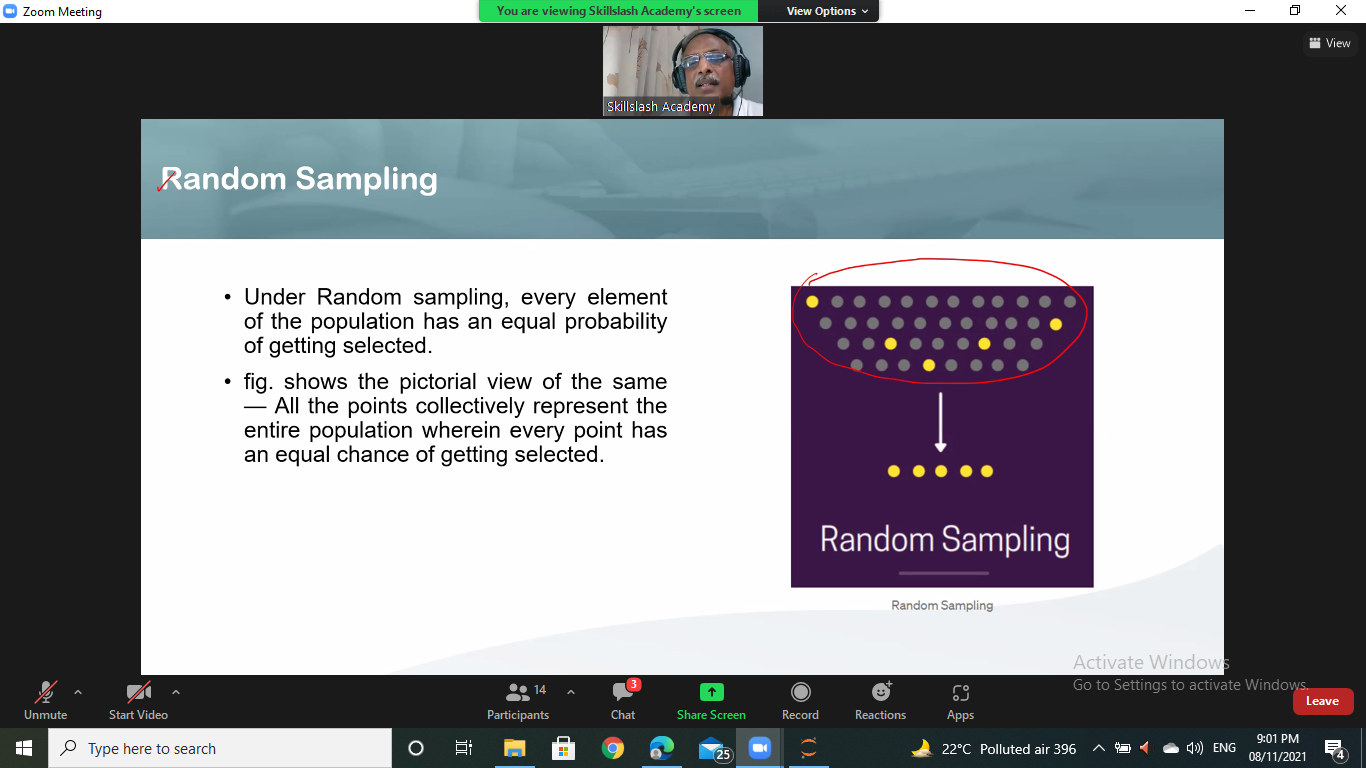 Zoom Meeting
You are viewing Skillslash Academy's screen
View Options
View
Skillslash Academy
Random Sampling
• Under Random sampling, every element
of the population has an equal probability
of getting selected.
• fig. shows the pictorial view of the same
— All the points collectively represent the
entire population wherein every point has
an equal chance of getting selected.
Random Sampling
Random Sampling
Activate Windows
Go to Settings to activate Windows.
Unmute
Start Video
14
Participants
3
Chat
Share Screen
Record
Reactions
Apps
Leave
Type here to search
25
22°C Polluted air 396
ENG
9:01 PM
08/11/2021
4